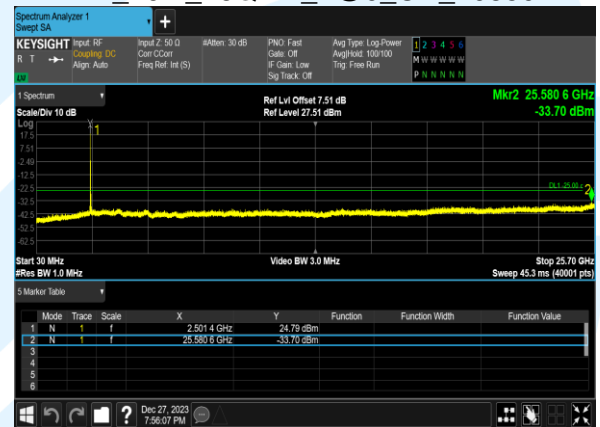 Spectrum Analyzer 1
Swept SA
+
KEYSIGHT Input: RF Input Z: 50 Ω #Atten: 30 dB PNO: Fast Avg Type: Log-Power 1 2 3 4 5 6
R T Coupling: DC Corr CCorr Gate: Off Avg|Hold: 100/100 M W W W W W
Align: Auto Freq Ref: Int (S) IF Gain: Low Trig: Free Run
Sig Track: Off P N N N N N
LXI
1 Spectrum Ref Lvl Offset 7.51 dB Mkr2 25.580 6 GHz
Scale/Div 10 dB Ref Level 27.51 dBm -33.70 dBm
Log
17.5
1
7.51
-2.49
-12.5
-22.5 DL1 -25.00
2
-32.5
-42.5
-52.5
-62.5
Start 30 MHz Video BW 3.0 MHz Stop 25.70 GHz
#Res BW 1.0 MHz Sweep 45.3 ms (40001 pts)
5 Marker Table
Mode Trace Scale X Y Function Function Width Function Value
1 N 1 f 2.501 4 GHz 24.79 dBm
2 N 1 f 25.580 6 GHz -33.70 dBm
3
4
5
6
? Dec 27, 2023
7:56:07 PM